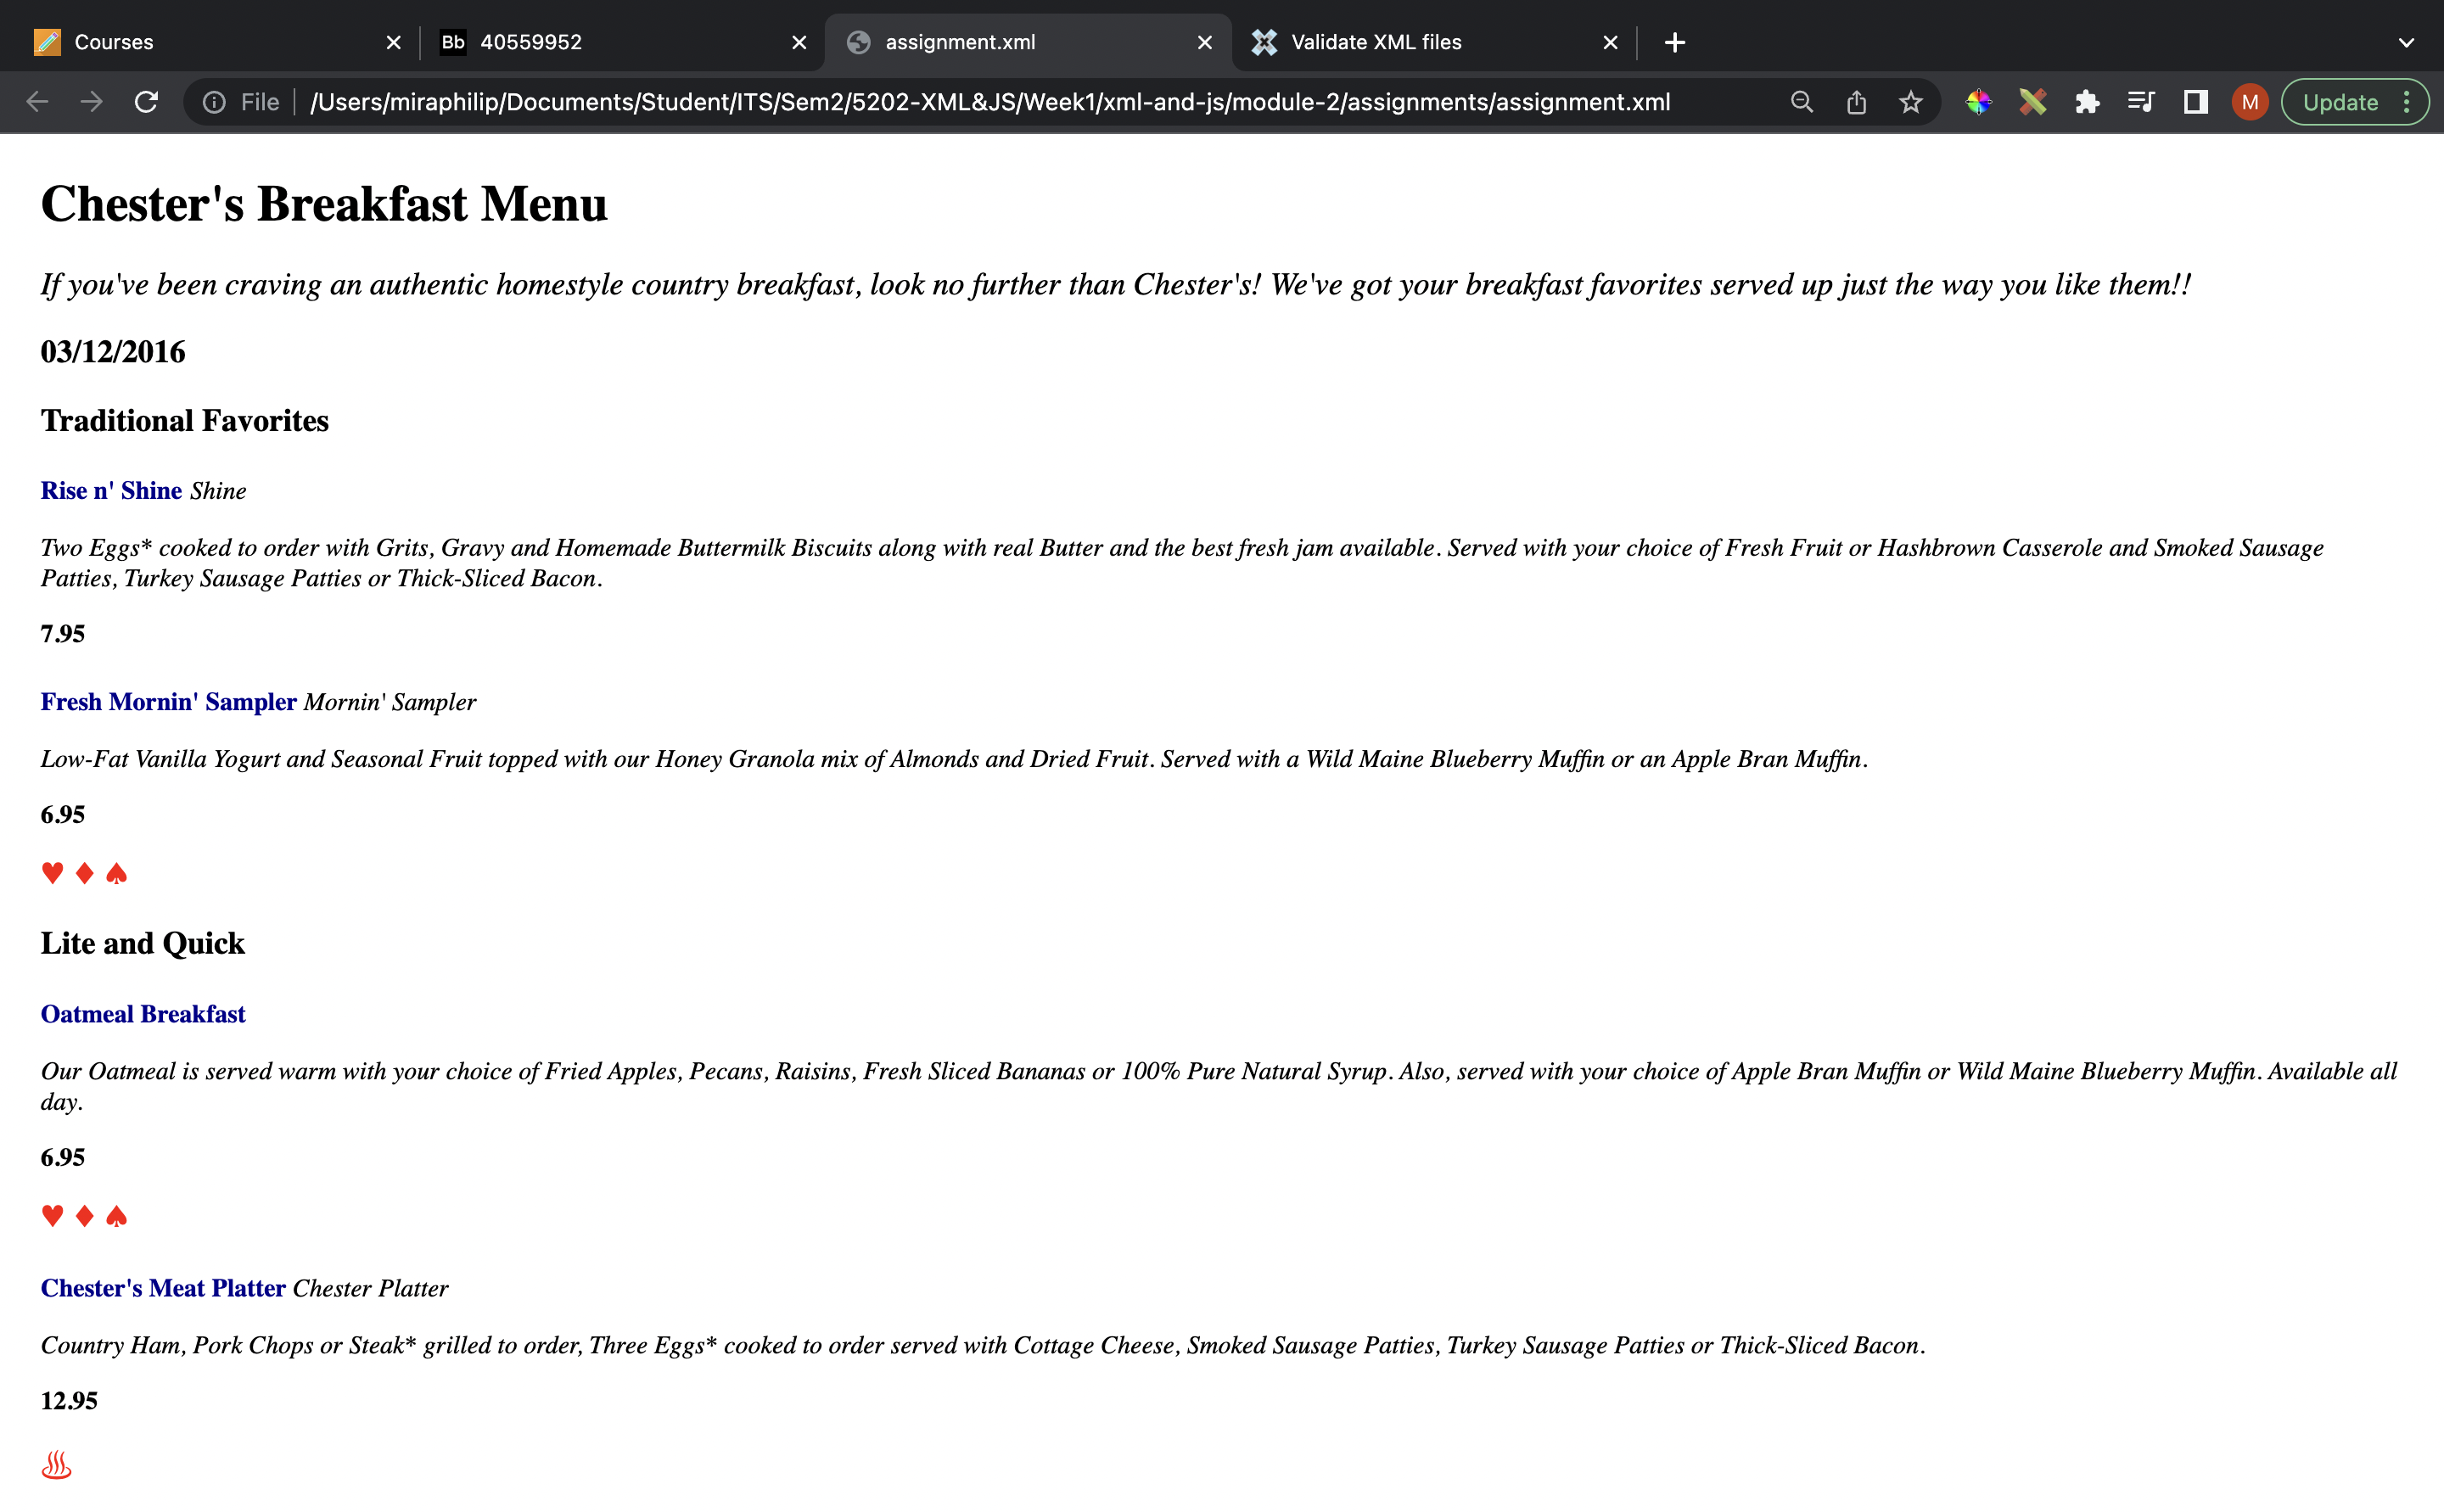 Courses
Bb 40559952
assignment.xml
Validate XML files
File /Users/miraphilip/Documents/Student/ITS/Sem2/5202-XML&JS/Week1/xml-and-js/module-2/assignments/assignment.xml
M
Update
Chester's Breakfast Menu
If you've been craving an authentic homestyle country breakfast, look no further than Chester's! We've got your breakfast favorites served up just the way you like them!!
03/12/2016
Traditional Favorites
Rise n' Shine Shine
Two Eggs* cooked to order with Grits, Gravy and Homemade Buttermilk Biscuits along with real Butter and the best fresh jam available. Served with your choice of Fresh Fruit or Hashbrown Casserole and Smoked Sausage
Patties, Turkey Sausage Patties or Thick-Sliced Bacon.
7.95
Fresh Mornin' Sampler Mornin' Sampler
Low-Fat Vanilla Yogurt and Seasonal Fruit topped with our Honey Granola mix of Almonds and Dried Fruit. Served with a Wild Maine Blueberry Muffin or an Apple Bran Muffin.
6.95
♥ ♦ ♠
Lite and Quick
Oatmeal Breakfast
Our Oatmeal is served warm with your choice of Fried Apples, Pecans, Raisins, Fresh Sliced Bananas or 100% Pure Natural Syrup. Also, served with your choice of Apple Bran Muffin or Wild Maine Blueberry Muffin. Available all
day.
6.95
♥ ♦ ♠
Chester's Meat Platter Chester Platter
Country Ham, Pork Chops or Steak* grilled to order, Three Eggs* cooked to order served with Cottage Cheese, Smoked Sausage Patties, Turkey Sausage Patties or Thick-Sliced Bacon.
12.95
♨